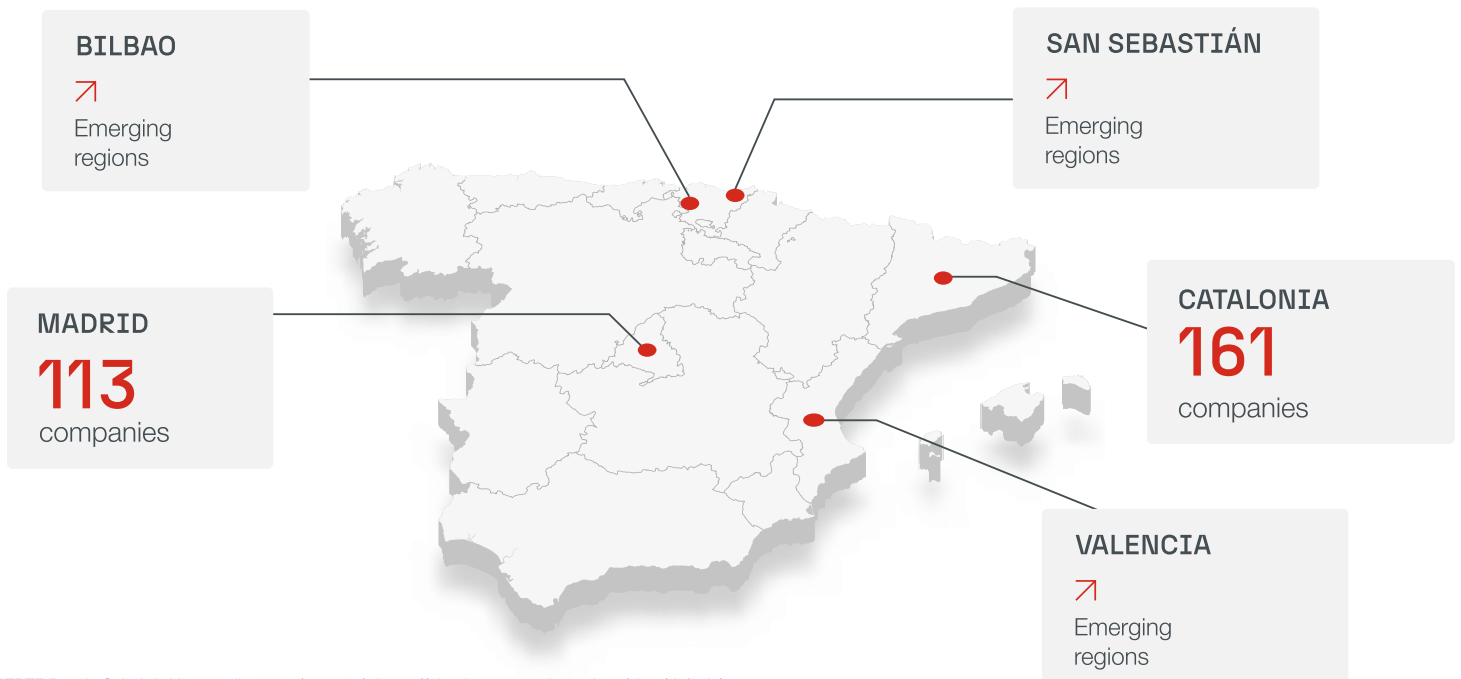 BILBAO
Emerging
regions
SAN SEBASTIÁN
Emerging
regions
MADRID
113
companies
CATALONIA
161
companies
VALENCIA
Emerging
regions